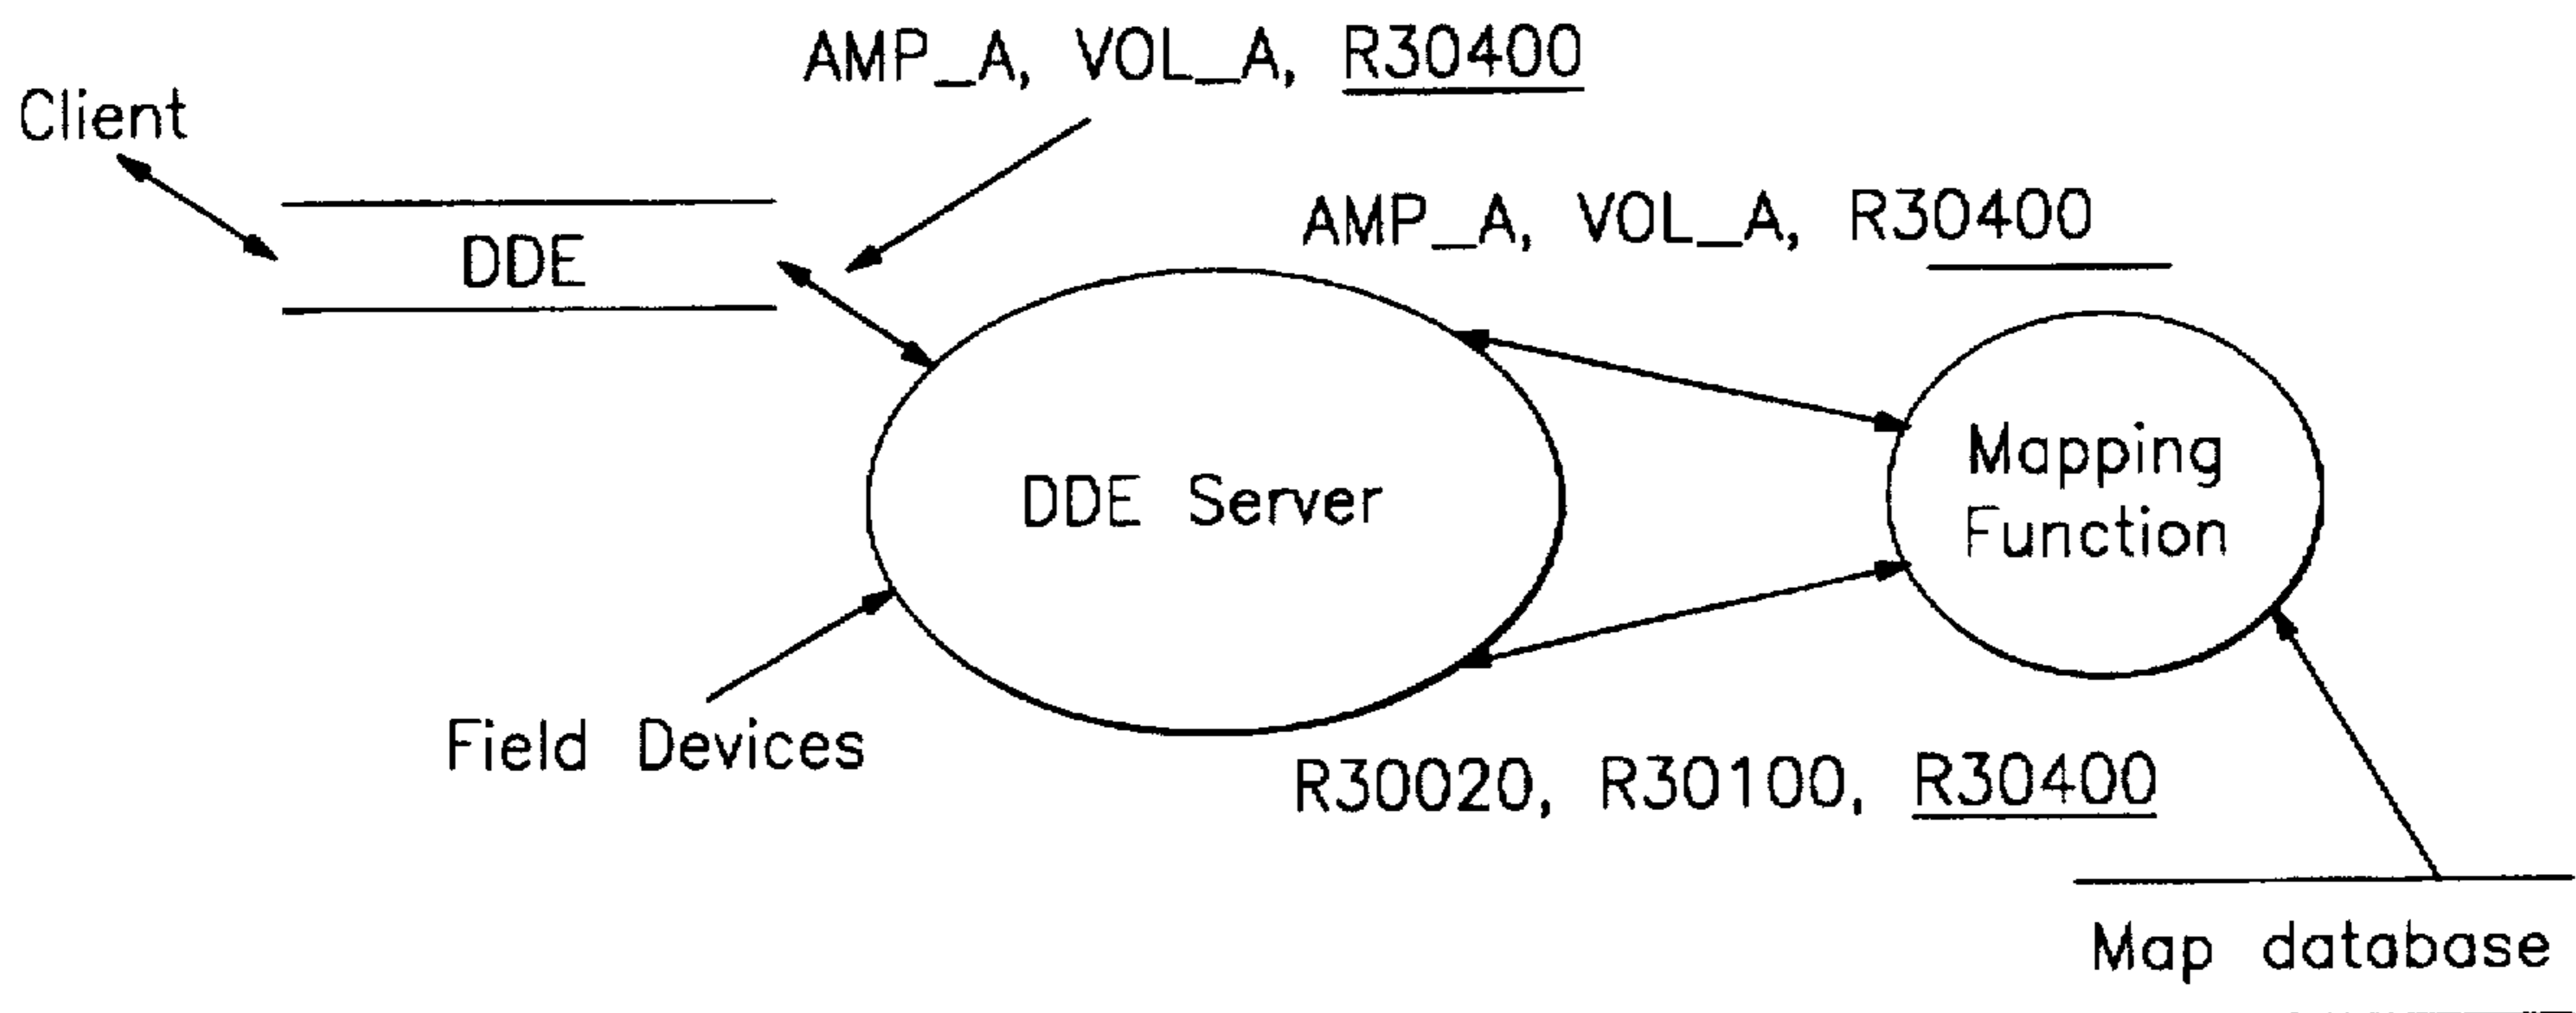 AMP_A, VOL_A, R30400
Client
AMP_A, VOL_A, R30400
DDE
DDE Server
Mapping
Function
Field Devices
R30020, R30100, R30400
Map database